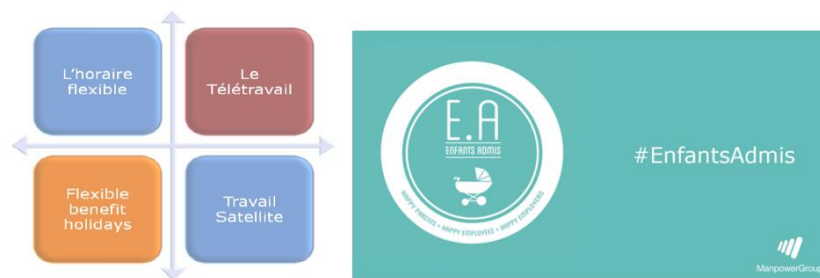 L'horaire
flexible
Le
Télétravail
Flexible
benefit
holidays
Travail
Satellite
E.A
ENFANTS ADMIS
HAPPY PARENTS • HAPPY EMPLOYEES • HAPPY EMPLOYERS
#EnfantsAdmis
ManpowerGroup